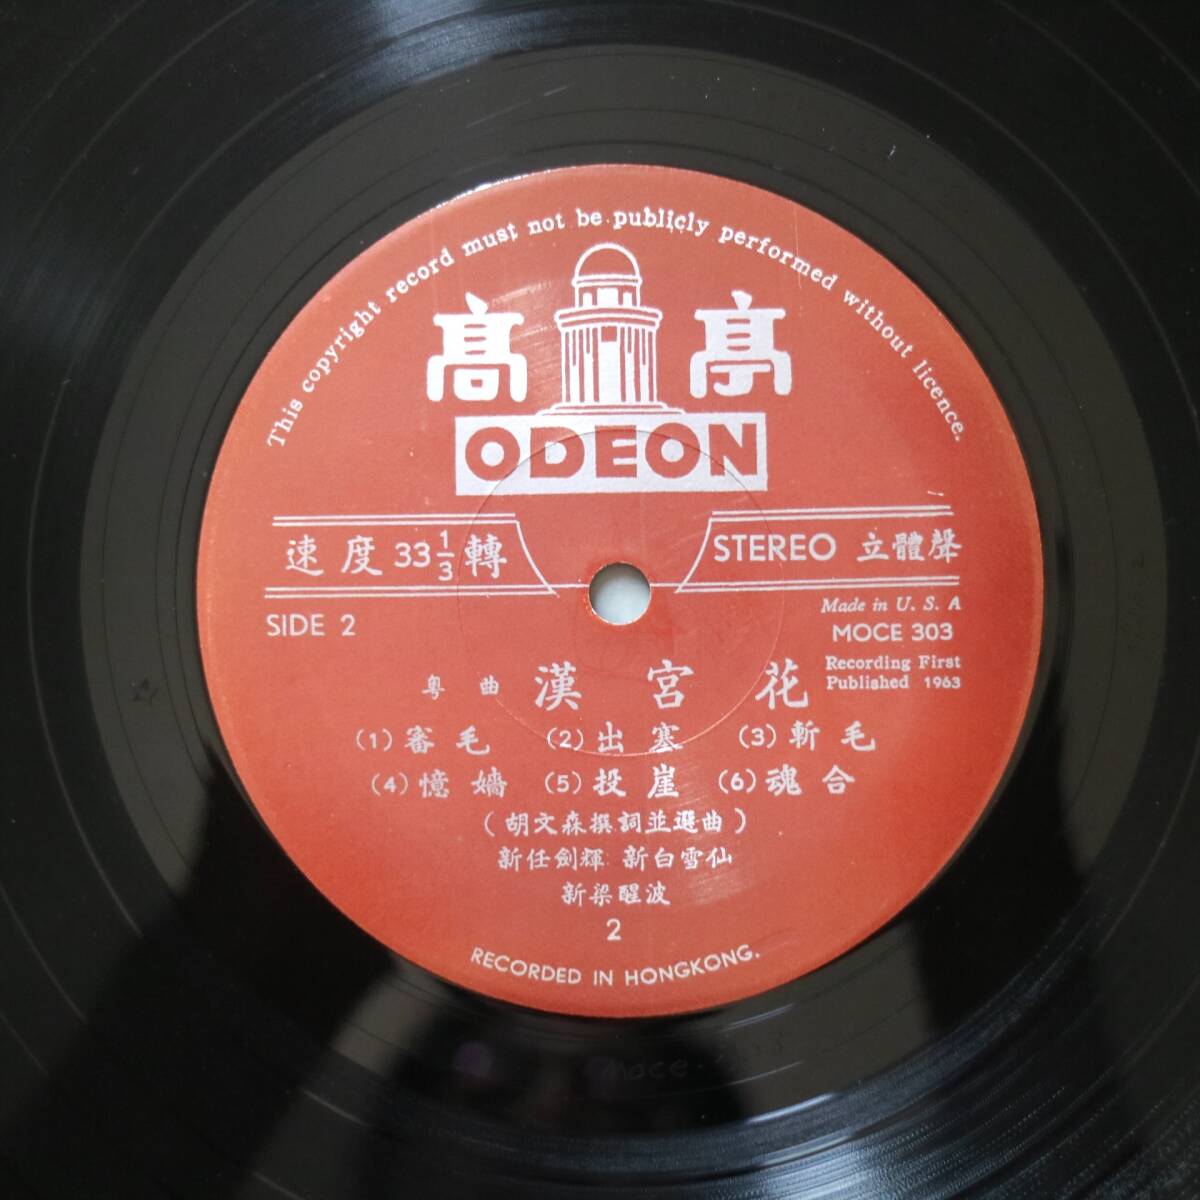 This copyright record must not be publicly performed without licence.
高亭
ODEON
速度33⅓轉
STEREO 立體聲
SIDE 2
Made in U. S. A
MOCE 303
Recording First
Published 1963
粵曲 漢宮花
(1)審毛 (2)出塞 (3)斬毛
(4)憶嬙 (5)投崖 (6)魂合
(胡文森撰詞並選曲)
新任劍輝 新白雪仙
新梁醒波
2
RECORDED IN HONGKONG.